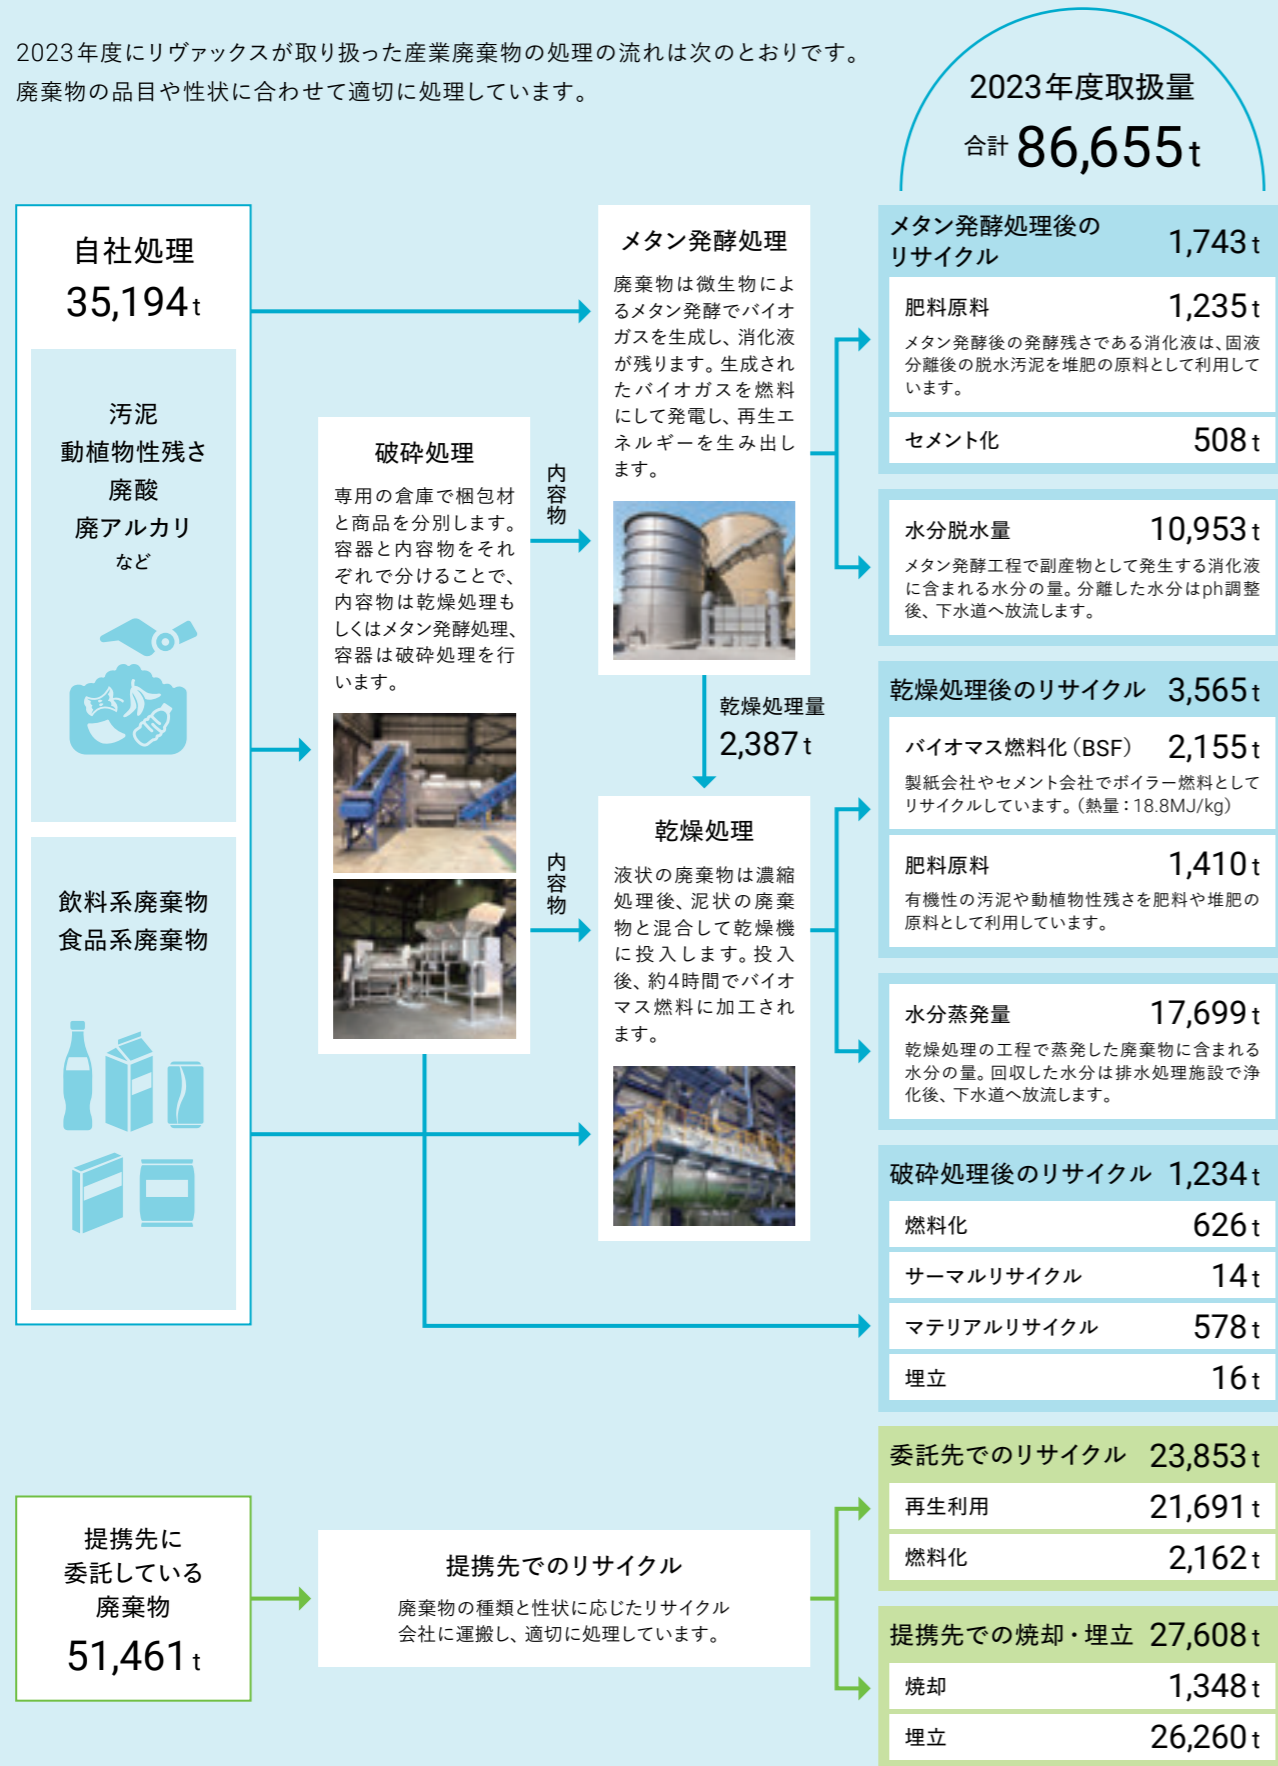 2023年度にリヴァックスが取り扱った産業廃棄物の処理の流れは次のとおりです。
廃棄物の品目や性状に合わせて適切に処理しています。
2023年度取扱量
合計 86,655 t
自社処理
35,194 t
汚泥
動植物性残さ
廃酸
廃アルカリ
など
飲料系廃棄物
食品系廃棄物
破砕処理
専用の倉庫で梱包材
と商品を分別します。
容器と内容物をそれ
ぞれで分けることで、
内容物は乾燥処理も
しくはメタン発酵処理、
容器は破砕処理を行
います。
内容物
内容物
メタン発酵処理
廃棄物は微生物によ
るメタン発酵でバイオ
ガスを生成し、消化液
が残ります。生成され
たバイオガスを燃料
にして発電し、再生エ
ネルギーを生み出し
ます。
乾燥処理量
2,387 t
乾燥処理
液状の廃棄物は濃縮
処理後、泥状の廃棄
物と混合して乾燥機
に投入します。投入
後、約4時間でバイオ
マス燃料に加工され
ます。
メタン発酵処理後の
リサイクル 1,743 t
肥料原料 1,235 t
メタン発酵後の発酵残さである消化液は、固液
分離後の脱水汚泥を堆肥の原料として利用して
います。
セメント化 508 t
水分脱水量 10,953 t
メタン発酵工程で副産物として発生する消化液
に含まれる水分の量。分離した水分はph調整
後、下水道へ放流します。
乾燥処理後のリサイクル 3,565 t
バイオマス燃料化（BSF） 2,155 t
製紙会社やセメント会社でボイラー燃料として
リサイクルしています。（熱量：18.8MJ/kg）
肥料原料 1,410 t
有機性の汚泥や動植物性残さを肥料や堆肥の
原料として利用しています。
水分蒸発量 17,699 t
乾燥処理の工程で蒸発した廃棄物に含まれる
水分の量。回収した水分は排水処理施設で浄
化後、下水道へ放流します。
破砕処理後のリサイクル 1,234 t
燃料化 626 t
サーマルリサイクル 14 t
マテリアルリサイクル 578 t
埋立 16 t
提携先に
委託している
廃棄物
51,461 t
提携先でのリサイクル
廃棄物の種類と性状に応じたリサイクル
会社に運搬し、適切に処理しています。
委託先でのリサイクル 23,853 t
再生利用 21,691 t
燃料化 2,162 t
提携先での焼却・埋立 27,608 t
焼却 1,348 t
埋立 26,260 t